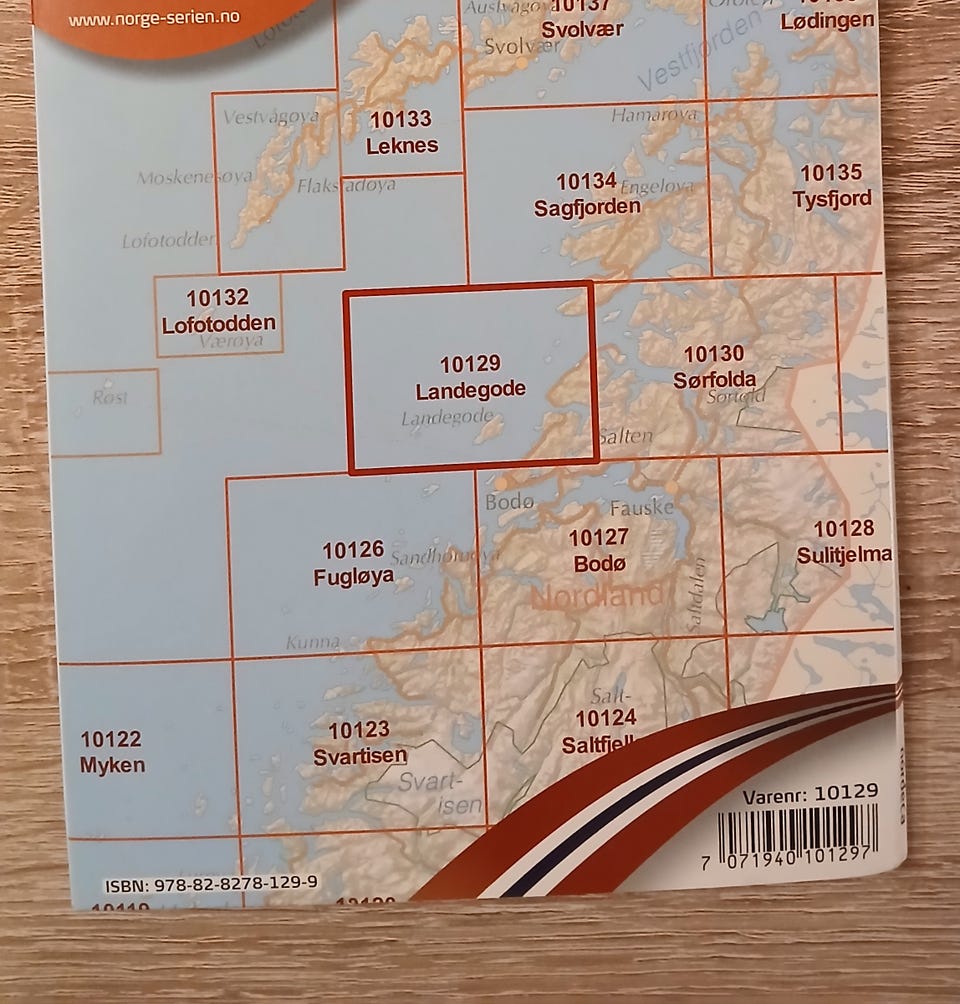 www.norge-serien.no
Svolvær
Svolvær
Lødingen
Vestfjorden
Vestvågøya
10133
Leknes
Hamarøya
Moskenesøya
Flakstadøya
10134
Sagfjorden
Engeløya
10135
Tysfjord
Lofotodden
10132
Lofotodden
Værøya
Røst
10129
Landegode
Landegode
10130
Sørfolda
Sørfold
Salten
Bodø
Fauske
10126
Fugløya
Sandhornøya
10127
Bodø
Nordland
10128
Sulitjelma
Saltdalen
Kunna
10122
Myken
10123
Svartisen
Svart-
isen
Salt-
10124
Saltfjell
Varenr: 10129
7 071940 101297
ISBN: 978-82-8278-129-9